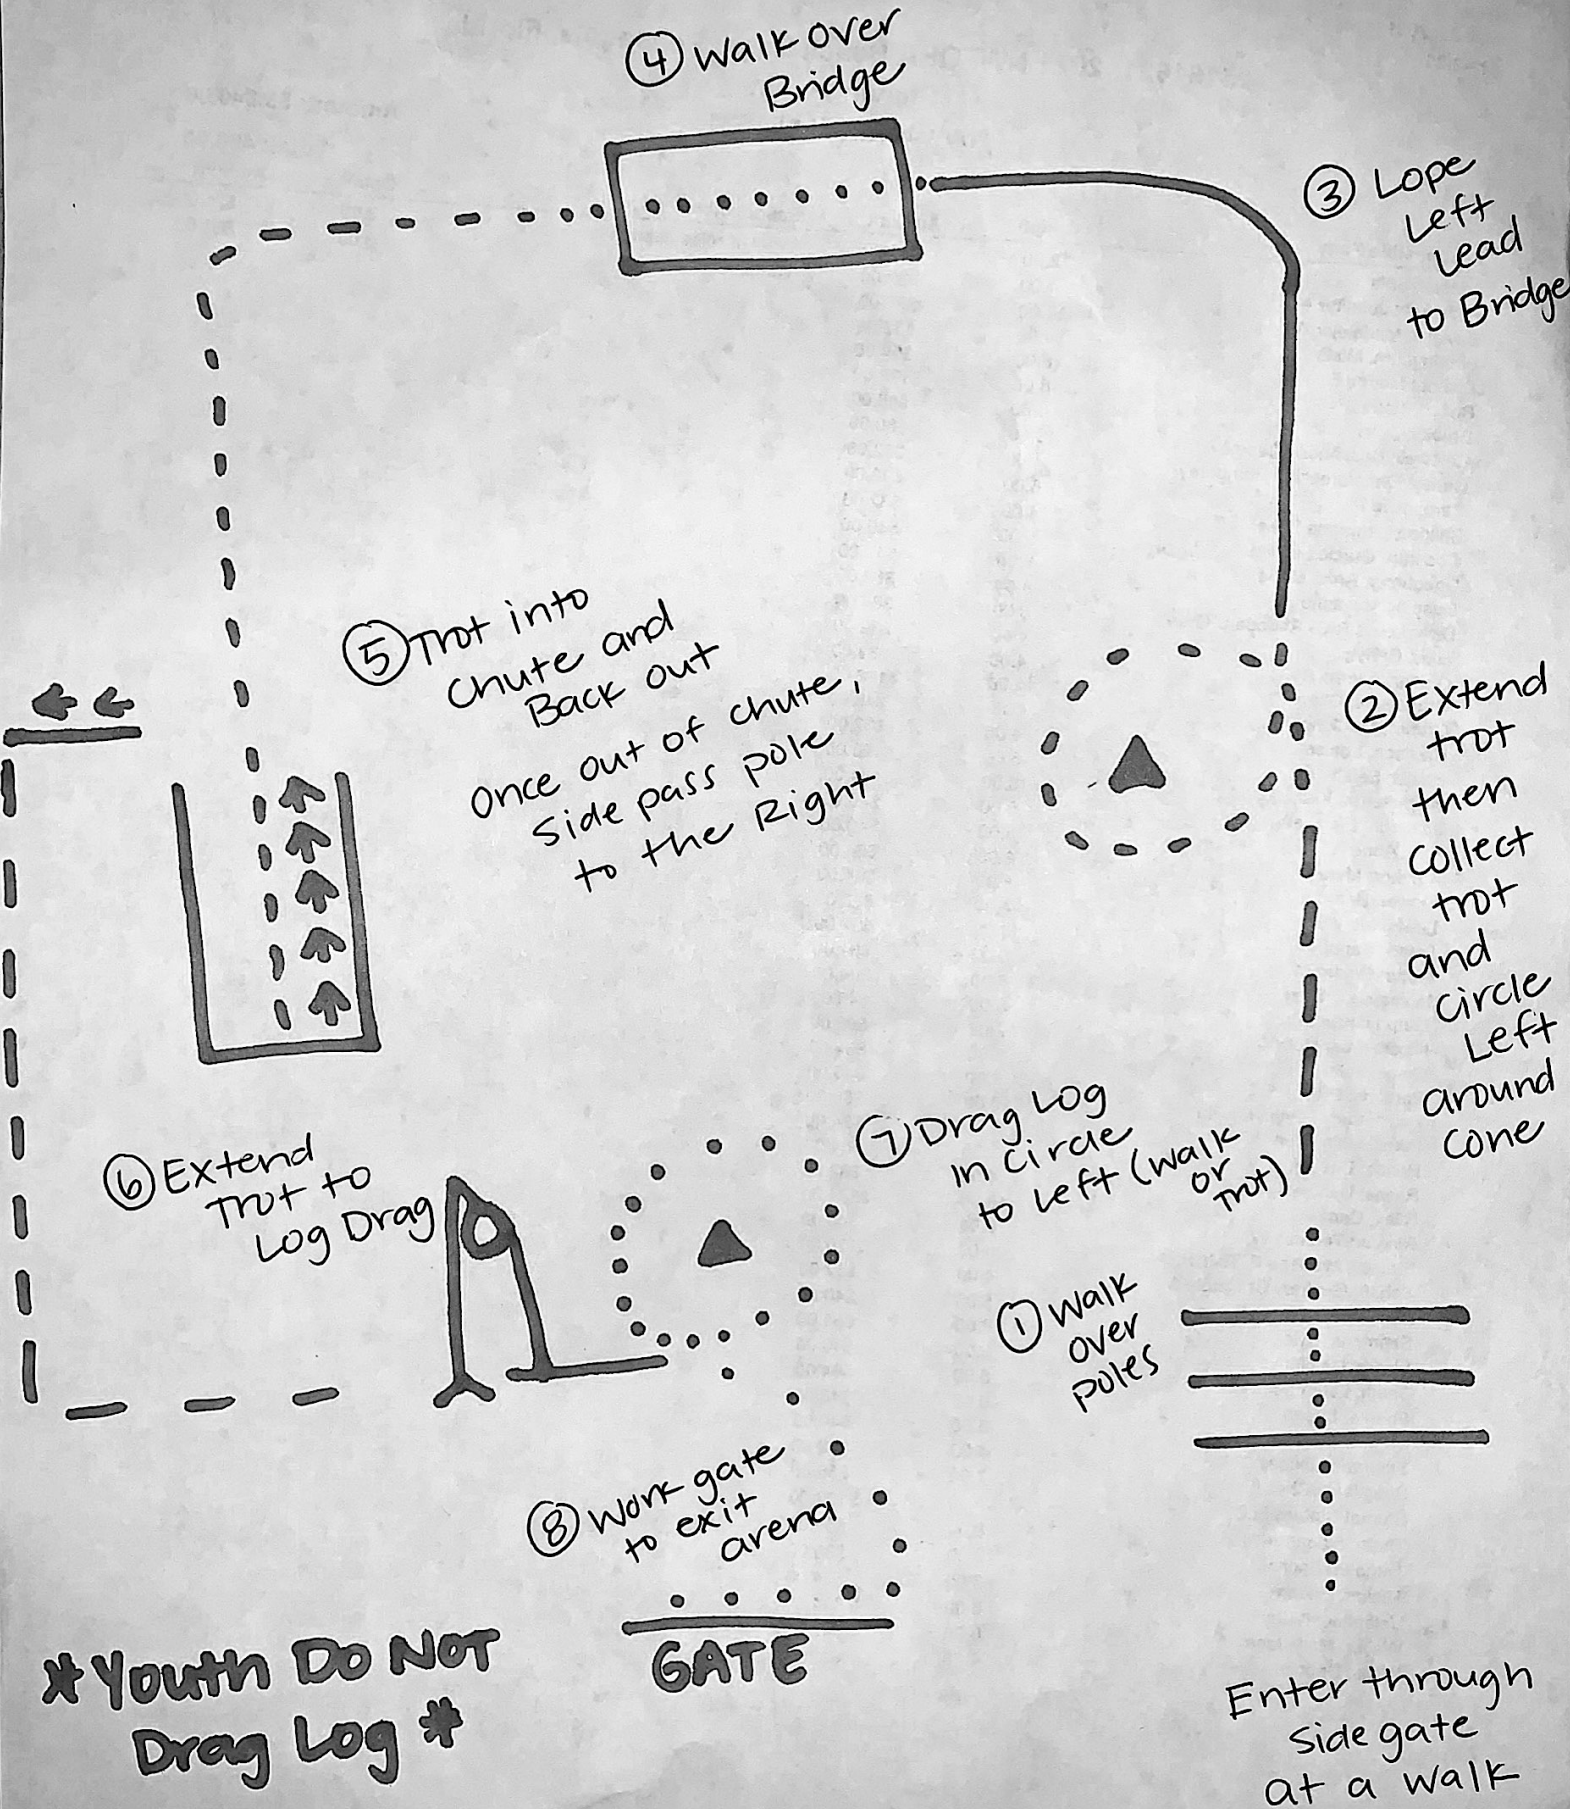 ④ Walk over
Bridge
③ Lope
Left
Lead
to Bridge
② Extend
trot
then
collect
trot
and
circle
Left
around
cone
⑤ Trot into
chute and
Back out
once out of chute,
side pass pole
to the Right
⑥ Extend
Trot to
Log Drag
⑦ Drag Log
in circle
to left (walk
or
trot)
① Walk
over
poles
⑧ Work gate
to exit
arena
GATE
* Youth Do Not
Drag Log *
Enter through
side gate
at a walk